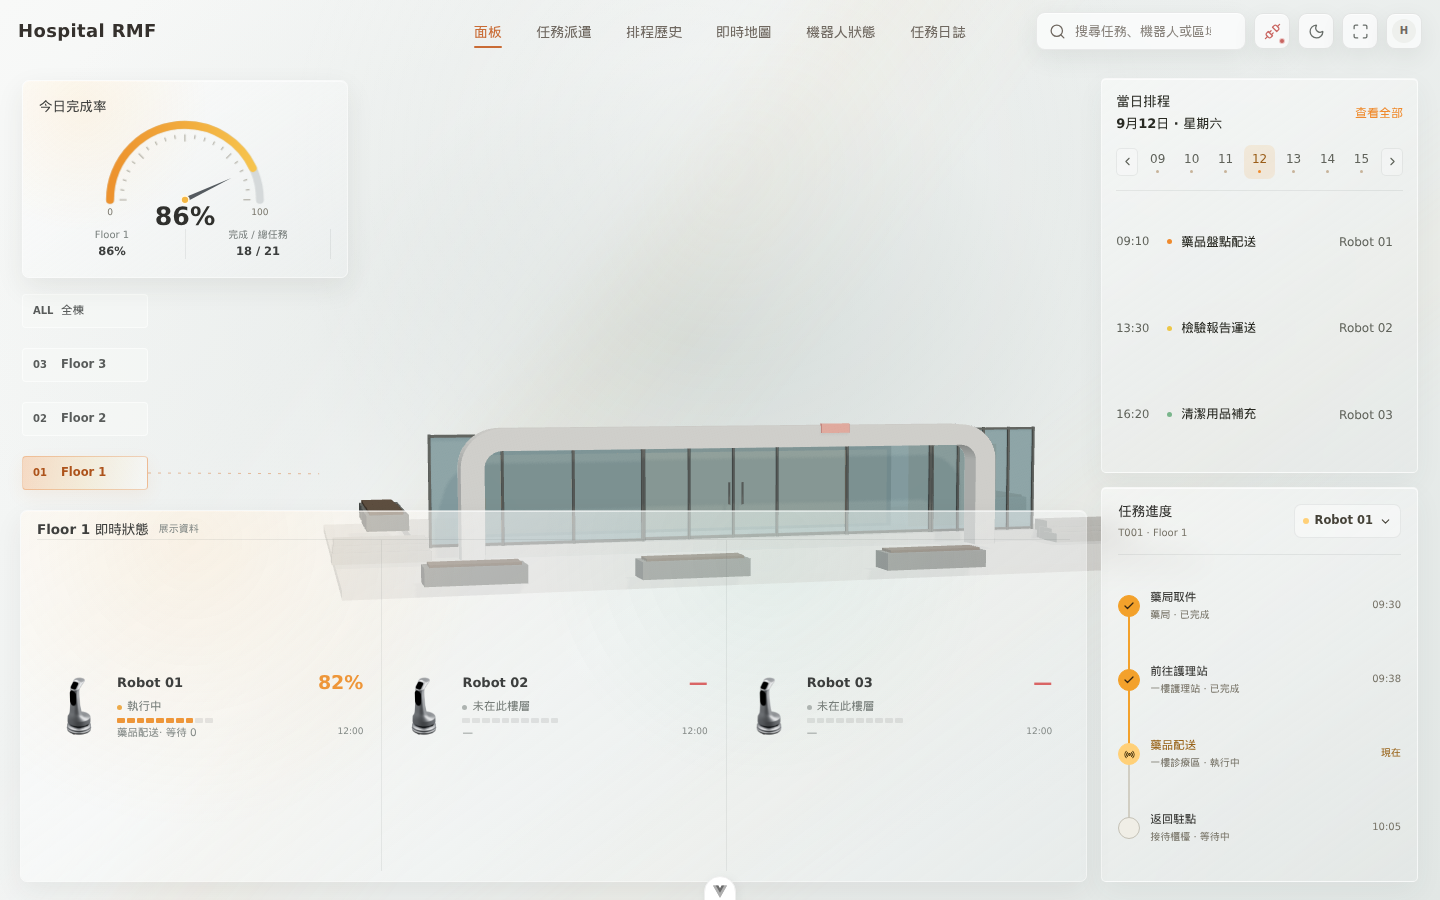 Hospital RMF
面板
任務派遣
排程歷史
即時地圖
機器人狀態
任務日誌
搜尋任務、機器人或區
H
今日完成率
0
100
86%
Floor 1
86%
完成 / 總任務
18 / 21
ALL 全棟
03 Floor 3
02 Floor 2
01 Floor 1
當日排程
9月12日・星期六
查看全部
09 10 11 12 13 14 15
09:10 藥品盤點配送 Robot 01
13:30 檢驗報告運送 Robot 02
16:20 清潔用品補充 Robot 03
Floor 1 即時狀態 展示資料
Robot 01 82%
執行中
藥品配送· 等待 0 12:00
Robot 02 —
未在此樓層
— 12:00
Robot 03 —
未在此樓層
— 12:00
任務進度
T001 · Floor 1
Robot 01
藥局取件
藥局 · 已完成
09:30
前往護理站
一樓護理站 · 已完成
09:38
藥品配送
一樓診療區 · 執行中
現在
返回駐點
接待櫃檯 · 等待中
10:05